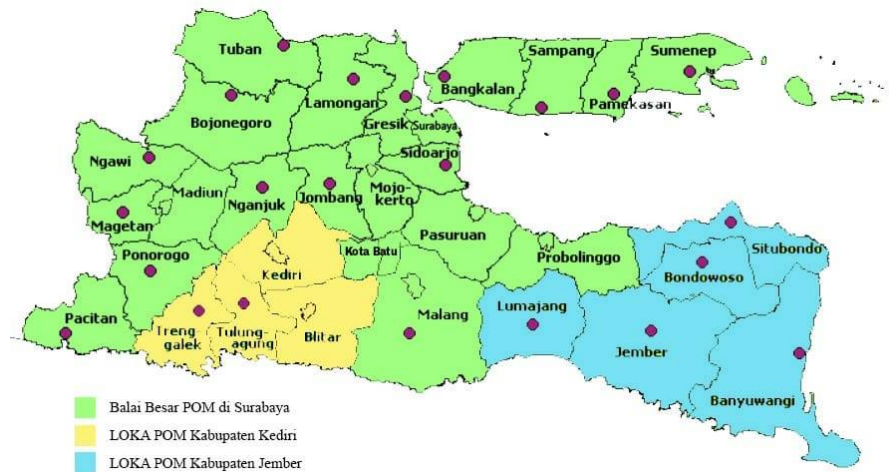 Tuban
Lamongan
Bojonegoro
Gresik
Surabaya
Sidoarjo
Bangkalan
Sampang
Pamekasan
Sumenep
Ngawi
Madiun
Magetan
Nganjuk
Jombang
Mojo-
kerto
Ponorogo
Pacitan
Kediri
Kota Batu
Pasuruan
Probolinggo
Situbondo
Bondowoso
Treng
galek
Tulung-
agung
Blitar
Malang
Lumajang
Jember
Banyuwangi
Balai Besar POM di Surabaya
LOKA POM Kabupaten Kediri
LOKA POM Kabupaten Jember